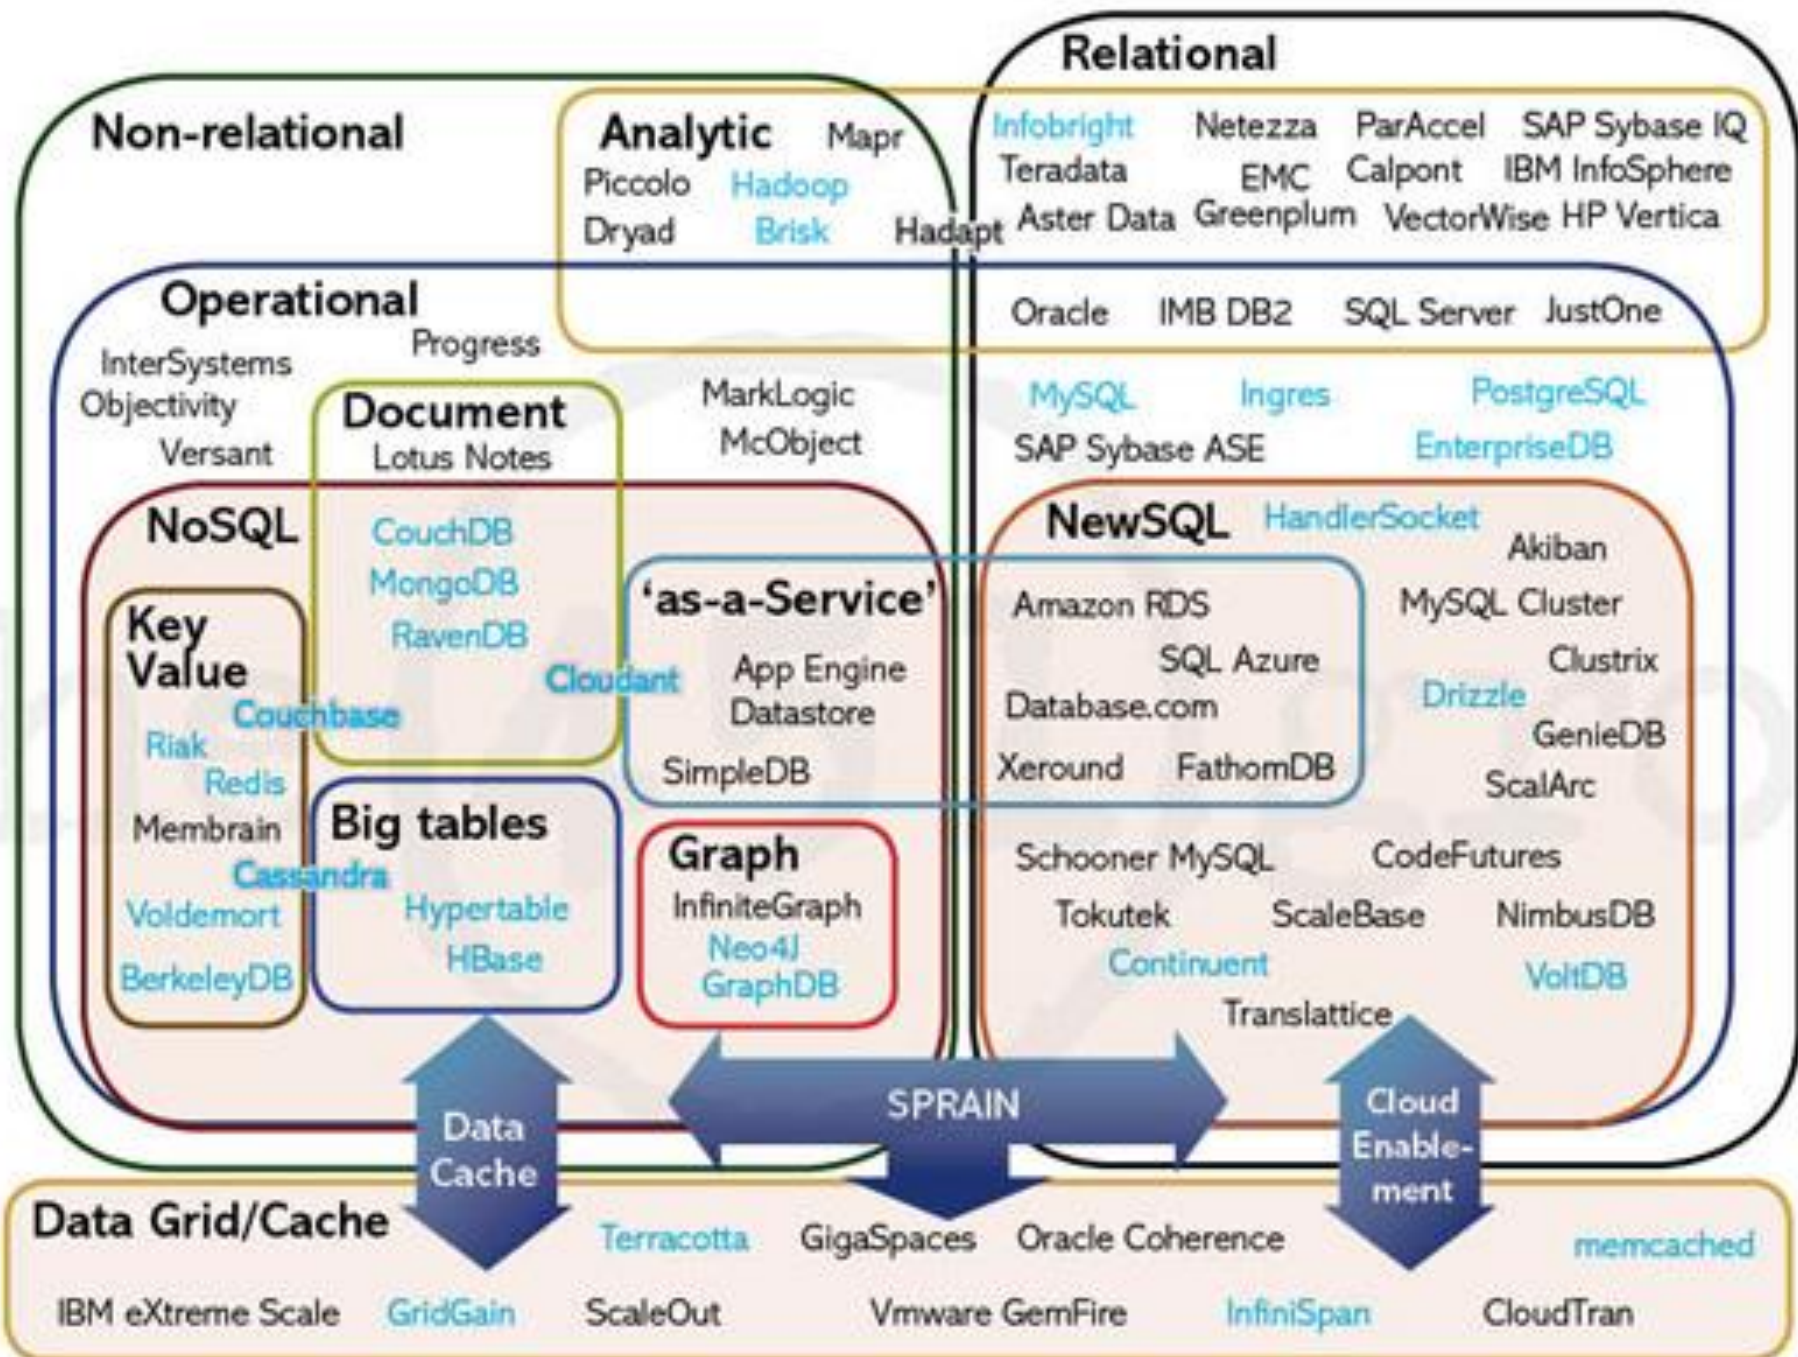 Relational
Non-relational
Analytic
Mapr
Piccolo
Hadoop
Dryad
Brisk
Hadapt
Infobright
Netezza
ParAccel
SAP Sybase IQ
Teradata
EMC
Calpont
IBM InfoSphere
Aster Data
Greenplum
VectorWise
HP Vertica
Operational
Oracle
IMB DB2
SQL Server
JustOne
InterSystems
Progress
Objectivity
Versant
Document
Lotus Notes
MarkLogic
McObject
MySQL
Ingres
PostgreSQL
SAP Sybase ASE
EnterpriseDB
NoSQL
CouchDB
MongoDB
RavenDB
Cloudant
Key
Value
Couchbase
Riak
Redis
Membrain
Cassandra
Voldemort
BerkeleyDB
Big tables
Hypertable
HBase
'as-a-Service'
App Engine
Datastore
SimpleDB
Graph
InfiniteGraph
Neo4J
GraphDB
NewSQL
HandlerSocket
Akiban
Amazon RDS
MySQL Cluster
SQL Azure
Clustrix
Database.com
Drizzle
GenieDB
Xeround
FathomDB
ScalArc
Schooner MySQL
CodeFutures
Tokutek
ScaleBase
NimbusDB
Continuent
VoltDB
Translattice
Data
Cache
SPRAIN
Cloud
Enable-
ment
Data Grid/Cache
Terracotta
GigaSpaces
Oracle Coherence
memcached
IBM eXtreme Scale
GridGain
ScaleOut
Vmware GemFire
InfiniSpan
CloudTran